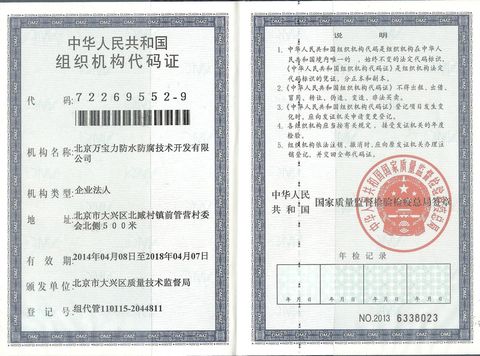 中华人民共和国
组织机构代码证
代 码:72269552-9
机构名称:北京万宝力防水防腐技术开发有
限公司
机构类型:企业法人
地 址:北京市大兴区北臧村镇前管营村委
会北侧500米
有 效 期:2014年04月08日至2018年04月07日
颁发单位:北京市大兴区质量技术监督局
登 记 号:组代管110115-2044811
说 明
1. 中华人民共和国组织机构代码是组织机构在中华人
民共和国境内唯一的、始终不变的法定代码标识,
《中华人民共和国组织机构代码证》是组织机构法定
代码标识的凭证,分正本和副本。
2.《中华人民共和国组织机构代码证》不得出租、出借、
冒用、转让、伪造、变造、非法买卖。
3.《中华人民共和国组织机构代码证》登记项目发生变
化时,应向发证机关申请变更登记。
4. 各组织机构应当按有关规定,接受发证机关的年度
检验。
5. 组织机构依法注销、撤消时,应向原发证机关办理注
销登记,并交回全部代码证。
中华人民
共和国 国家质量监督检验检疫总局签章
中华人民共和国国家质量监督检验检疫总局
年检记录
年 月 日 年 月 日 年 月 日 年 月 日
NO.2013 6338023